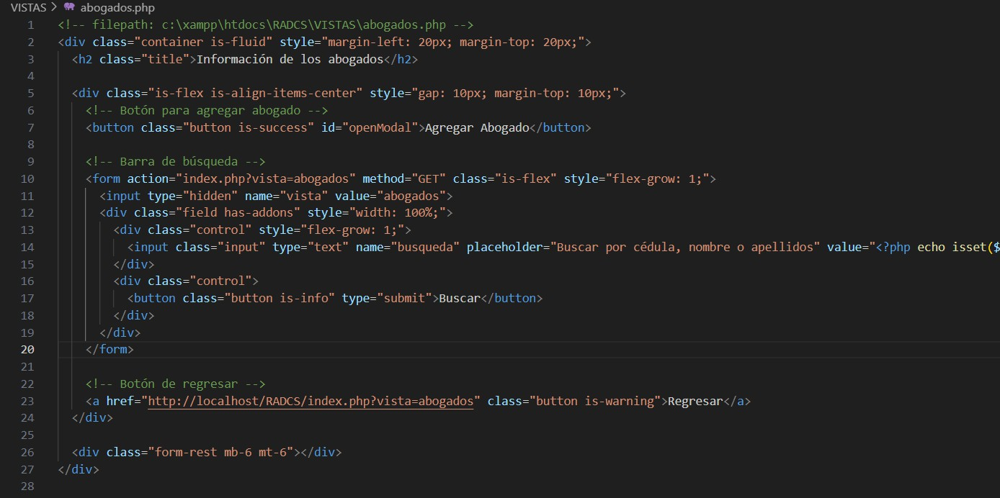 VISTAS > abogados.php
1 <!-- filepath: c:\xampp\htdocs\RADCS\VISTAS\abogados.php -->
2 <div class="container is-fluid" style="margin-left: 20px; margin-top: 20px;">
3 <h2 class="title">Información de los abogados</h2>
4
5 <div class="is-flex is-align-items-center" style="gap: 10px; margin-top: 10px;">
6 <!-- Botón para agregar abogado -->
7 <button class="button is-success" id="openModal">Agregar Abogado</button>
8
9 <!-- Barra de búsqueda -->
10 <form action="index.php?vista=abogados" method="GET" class="is-flex" style="flex-grow: 1;">
11 <input type="hidden" name="vista" value="abogados">
12 <div class="field has-addons" style="width: 100%;">
13 <div class="control" style="flex-grow: 1;">
14 <input class="input" type="text" name="busqueda" placeholder="Buscar por cédula, nombre o apellidos" value="<?php echo isset($
15 </div>
16 <div class="control">
17 <button class="button is-info" type="submit">Buscar</button>
18 </div>
19 </div>
20 </form>
21
22 <!-- Botón de regresar -->
23 <a href="http://localhost/RADCS/index.php?vista=abogados" class="button is-warning">Regresar</a>
24 </div>
25
26 <div class="form-rest mb-6 mt-6"></div>
27 </div>
28